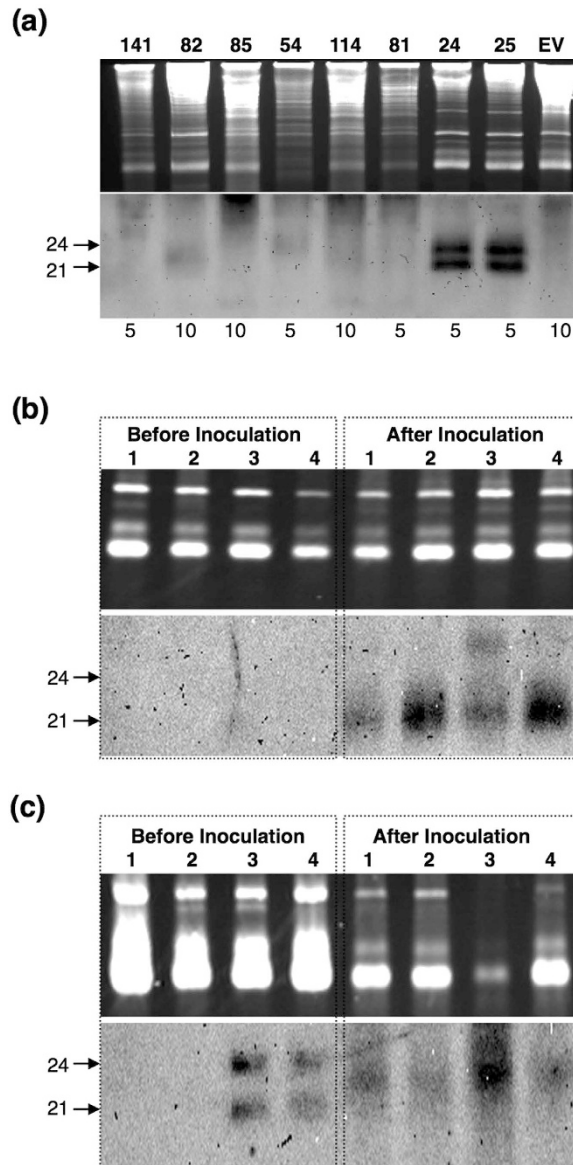 (a)
141 82 85 54 114 81 24 25 EV
24
21
5 10 10 5 10 5 5 5 10
(b)
Before Inoculation After Inoculation
1 2 3 4 1 2 3 4
24
21
(c)
Before Inoculation After Inoculation
1 2 3 4 1 2 3 4
24
21